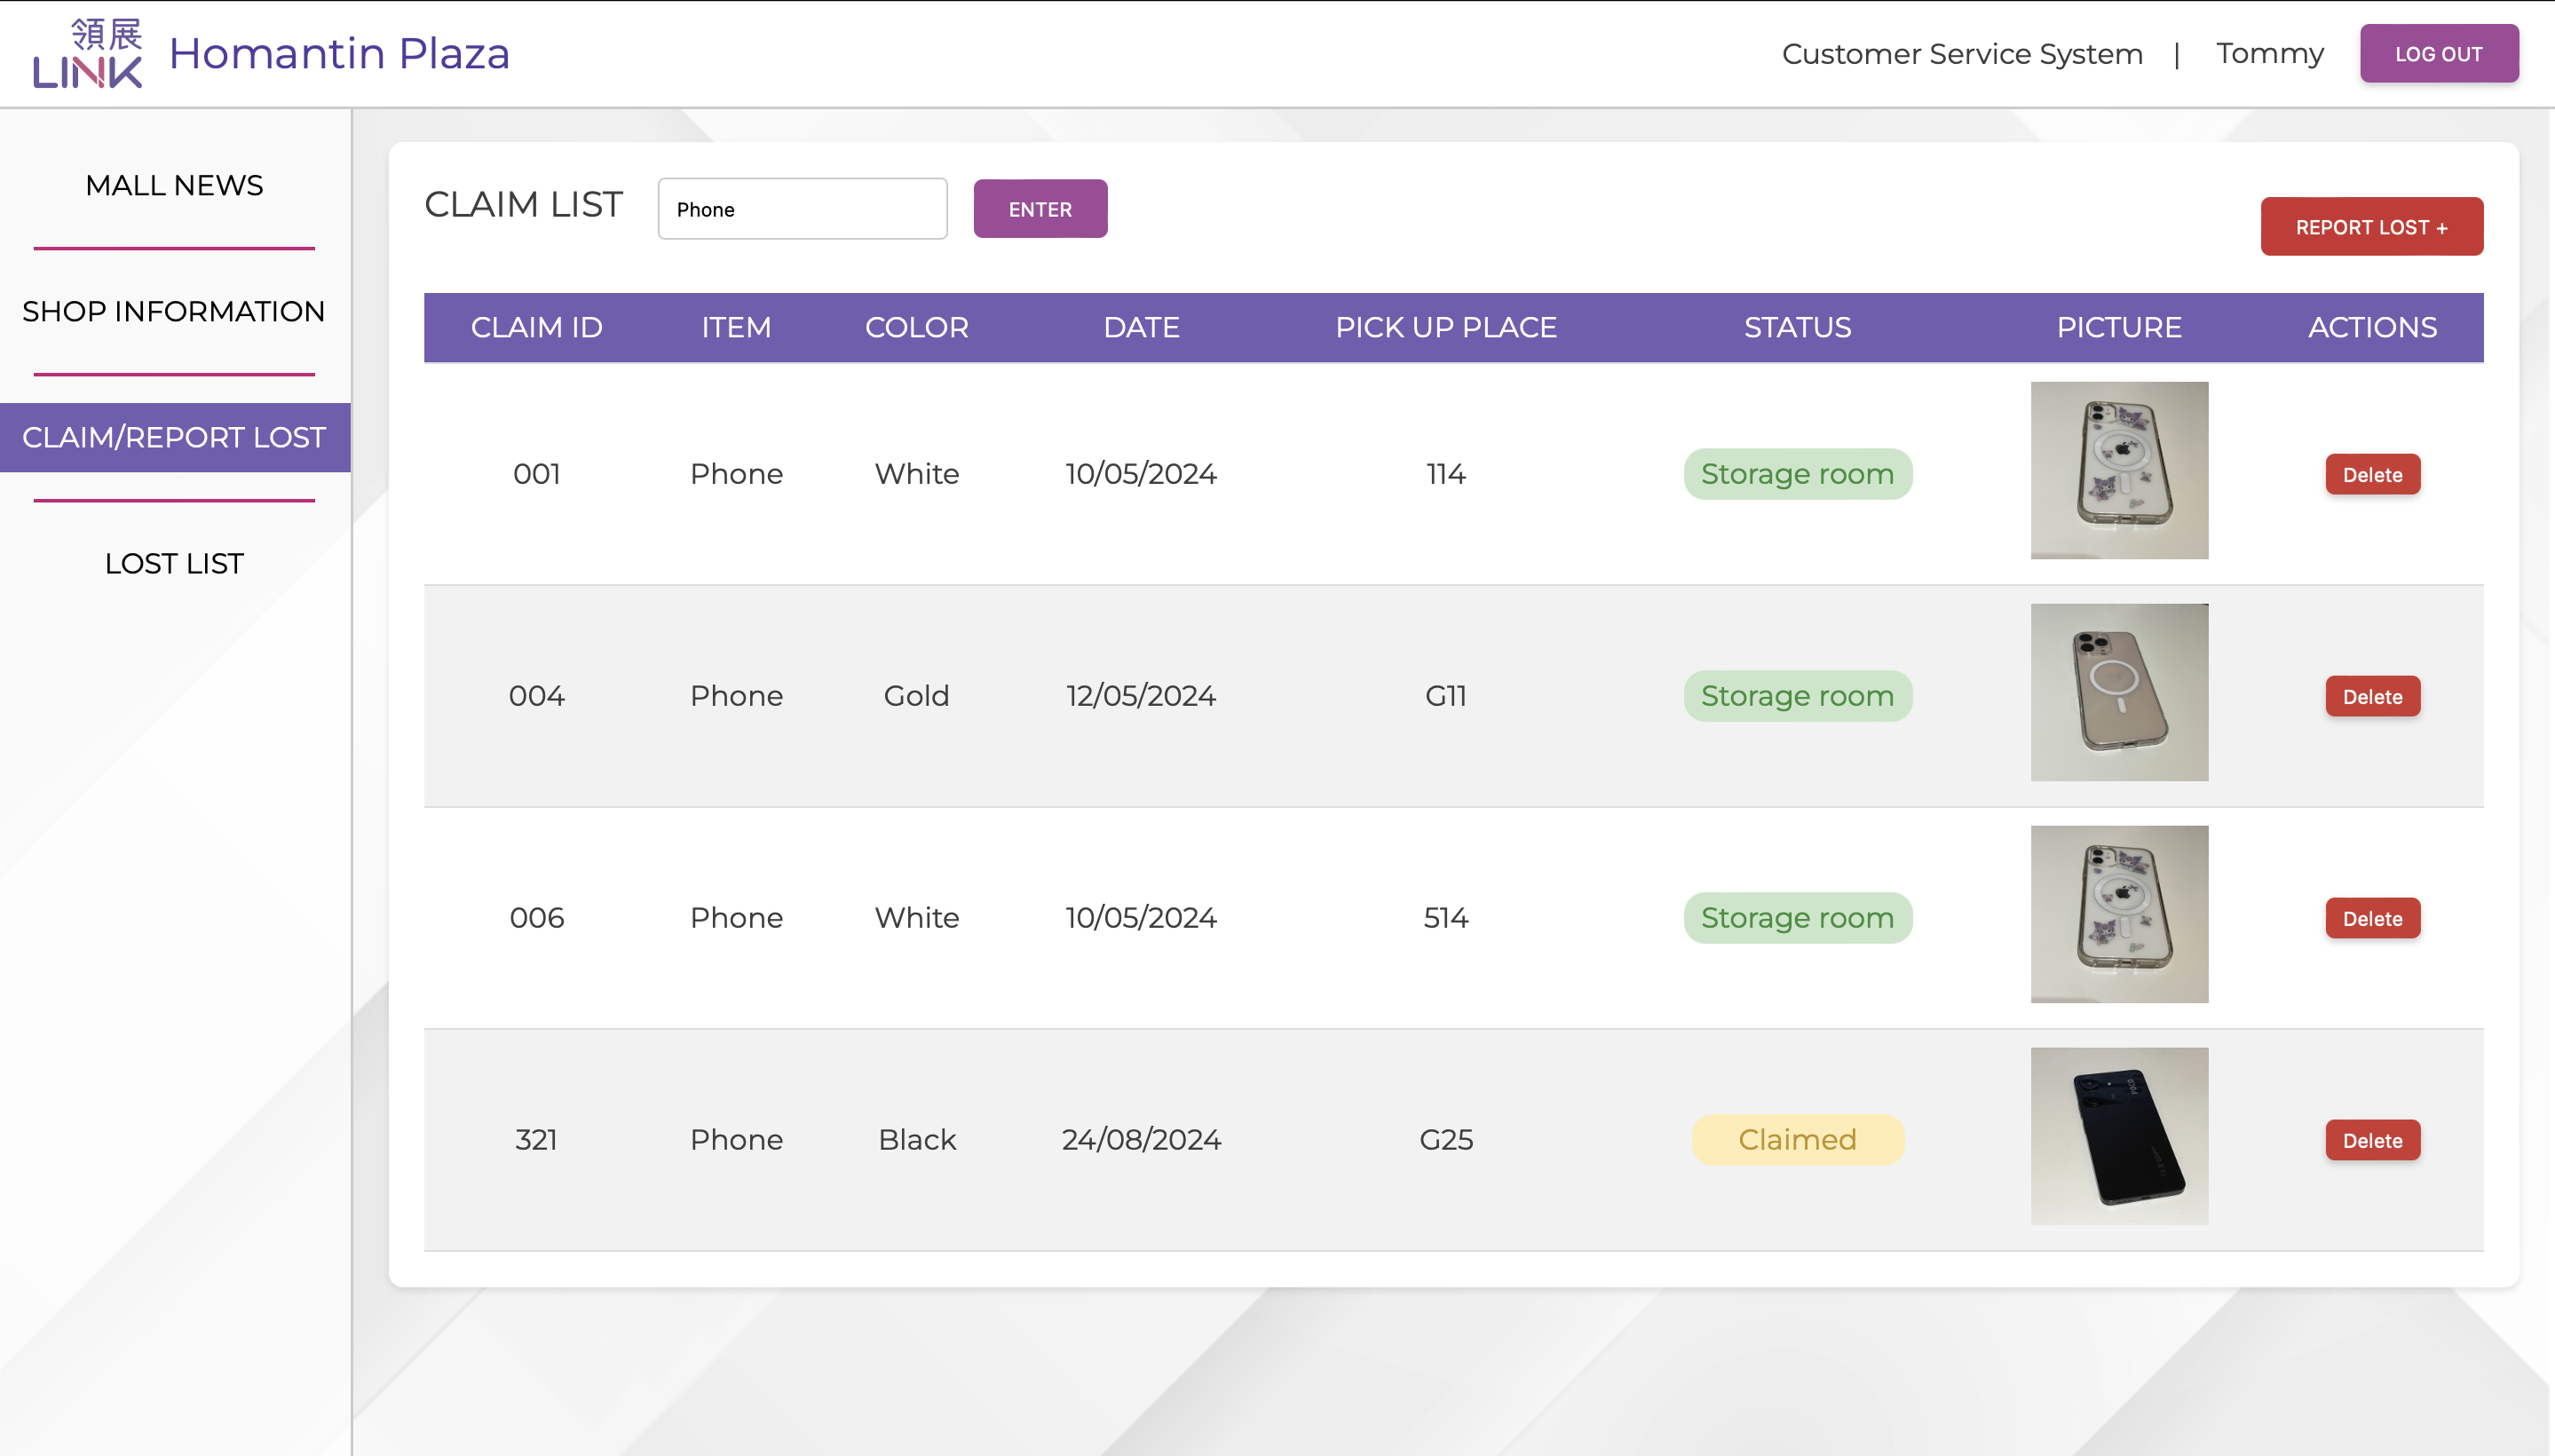 領展
LINK
Homantin Plaza
Customer Service System | Tommy
LOG OUT
MALL NEWS
SHOP INFORMATION
CLAIM/REPORT LOST
LOST LIST
CLAIM LIST
Phone
ENTER
REPORT LOST +
CLAIM ID ITEM COLOR DATE PICK UP PLACE STATUS PICTURE ACTIONS
001 Phone White 10/05/2024 114 Storage room Delete
004 Phone Gold 12/05/2024 G11 Storage room Delete
006 Phone White 10/05/2024 514 Storage room Delete
321 Phone Black 24/08/2024 G25 Claimed Delete